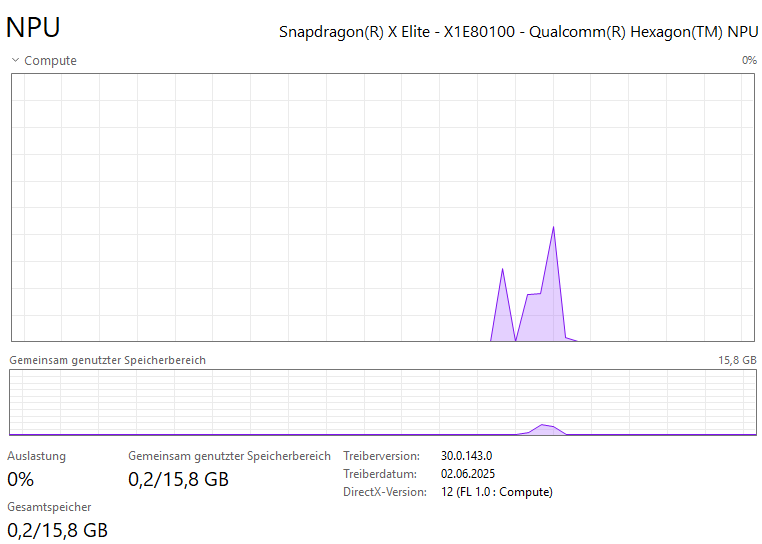 NPU
Snapdragon(R) X Elite - X1E80100 - Qualcomm(R) Hexagon(TM) NPU
Compute
0%
Gemeinsam genutzter Speicherbereich
15,8 GB
Auslastung
0%
Gemeinsam genutzter Speicherbereich
0,2/15,8 GB
Treiberversion: 30.0.143.0
Treiberdatum: 02.06.2025
DirectX-Version: 12 (FL 1.0 : Compute)
Gesamtspeicher
0,2/15,8 GB